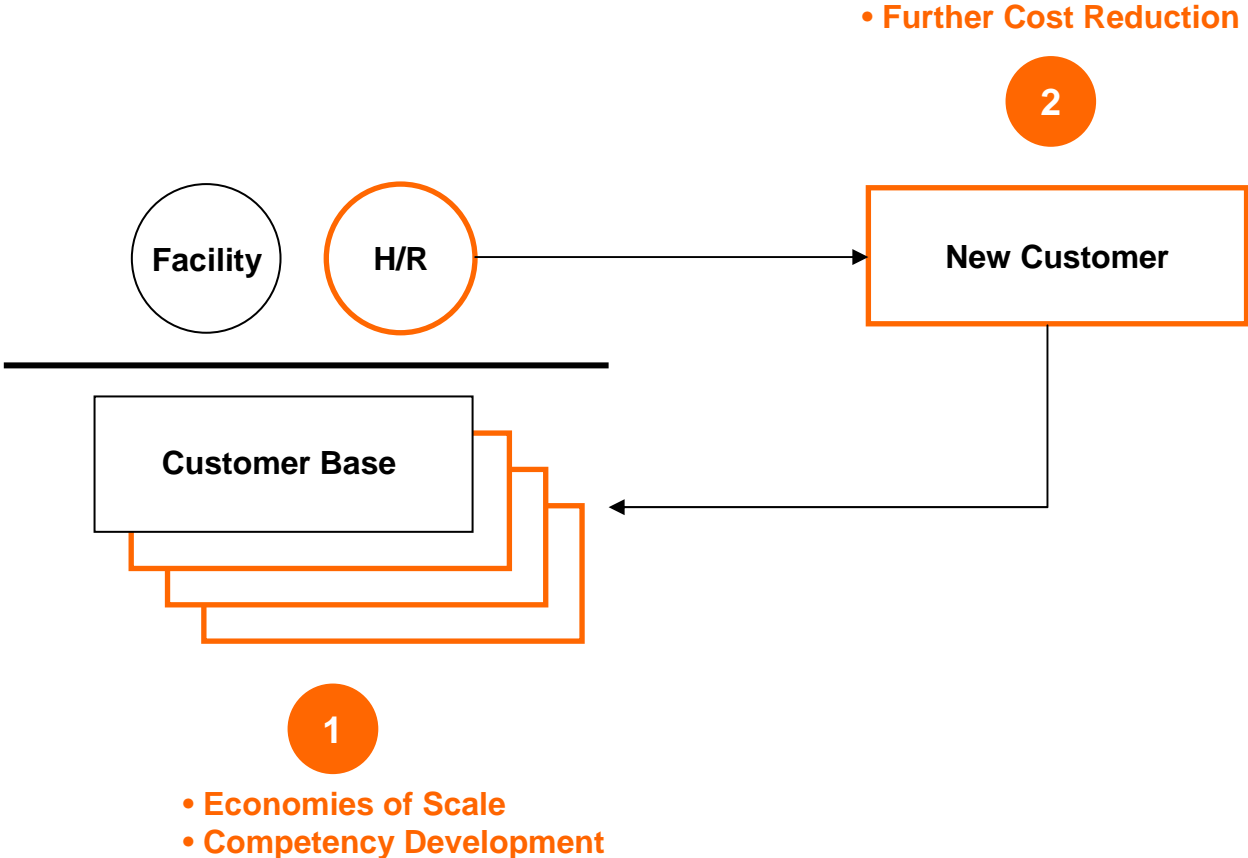 • Further Cost Reduction
2
Facility
H/R
New Customer
Customer Base
1
• Economies of Scale
• Competency Development